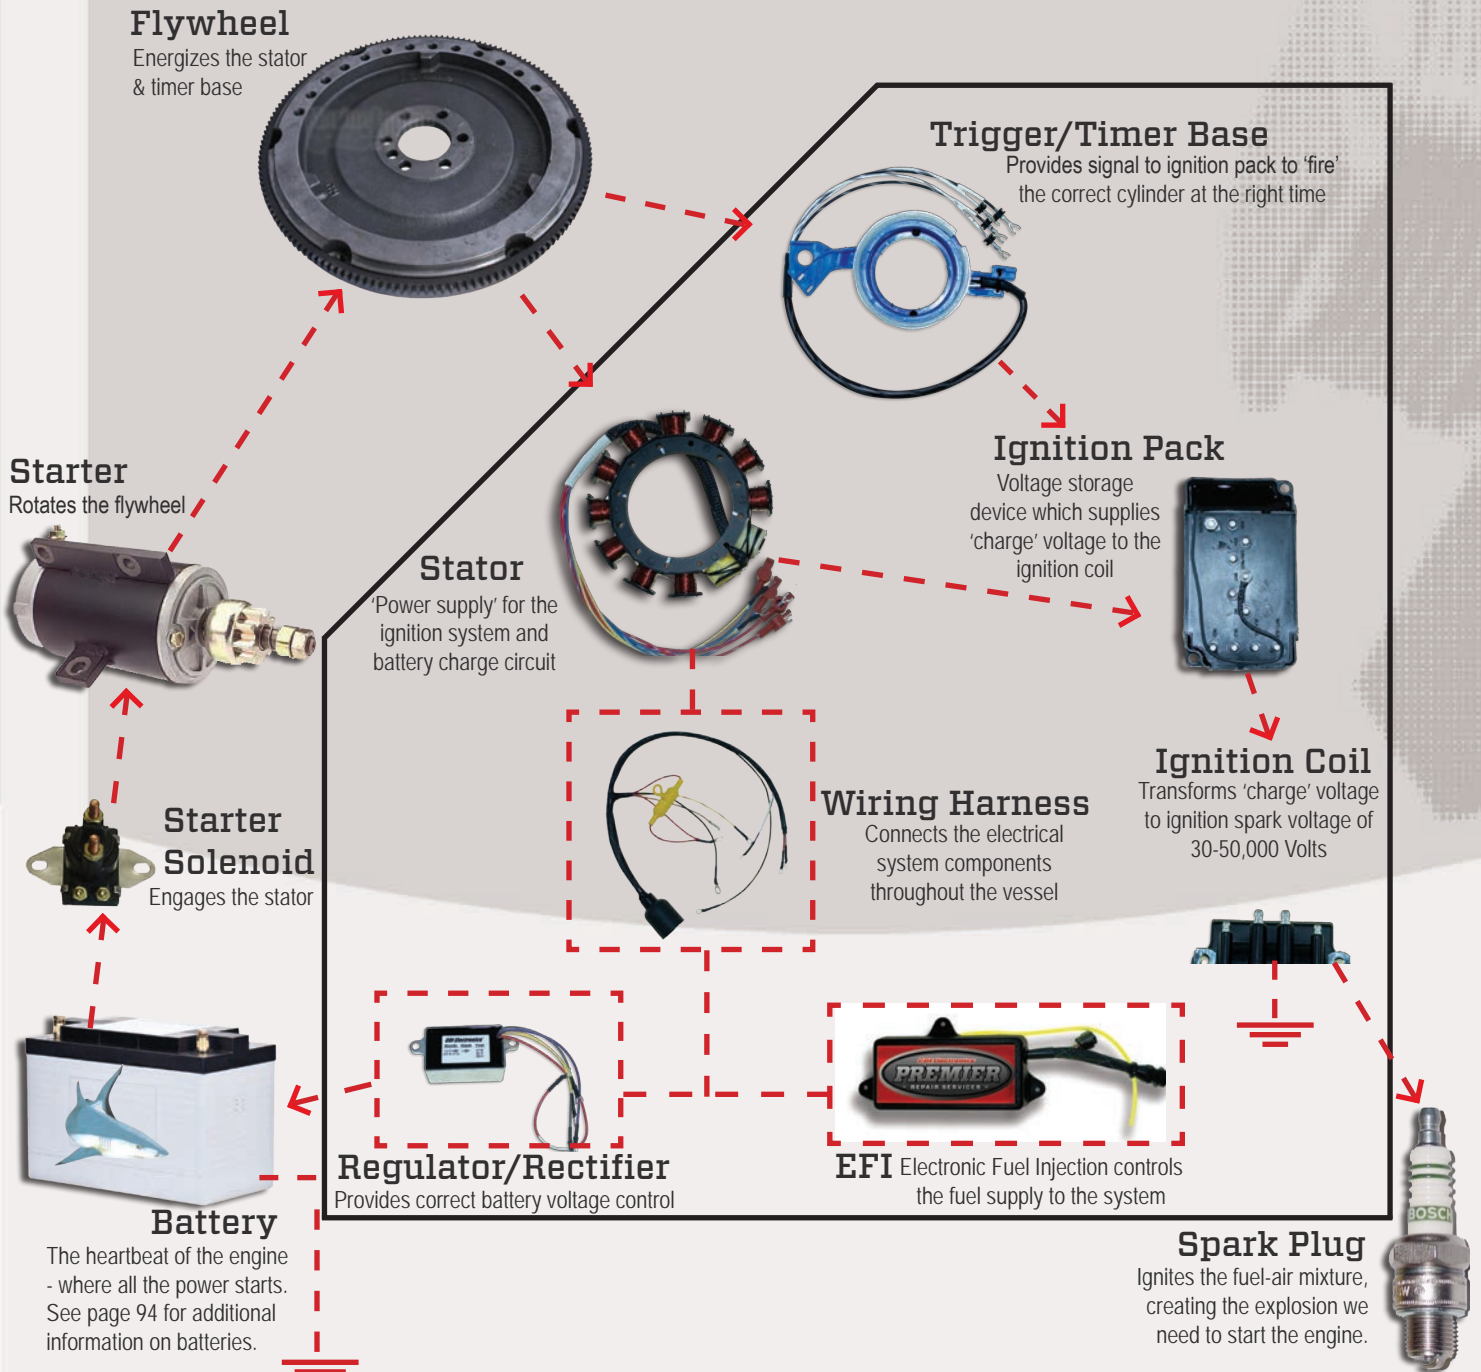 Flywheel
Energizes the stator
& timer base
Trigger/Timer Base
Provides signal to ignition pack to ‘fire’
the correct cylinder at the right time
Starter
Rotates the flywheel
Ignition Pack
Voltage storage
device which supplies
‘charge’ voltage to the
ignition coil
Stator
‘Power supply’ for the
ignition system and
battery charge circuit
Ignition Coil
Transforms ‘charge’ voltage
to ignition spark voltage of
30-50,000 Volts
Wiring Harness
Connects the electrical
system components
throughout the vessel
Starter
Solenoid
Engages the stator
CDI Electronics
PREMIER
REPAIR SERVICES
Regulator/Rectifier
Provides correct battery voltage control
EFI Electronic Fuel Injection controls
the fuel supply to the system
Battery
The heartbeat of the engine
- where all the power starts.
See page 94 for additional
information on batteries.
BOSCH
Spark Plug
Ignites the fuel-air mixture,
creating the explosion we
need to start the engine.